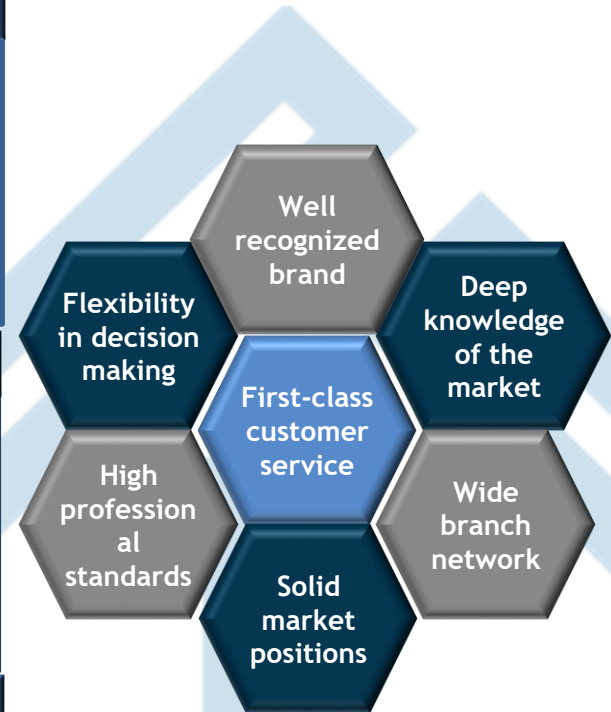 Well
recognized
brand
Flexibility
in decision
making
Deep
knowledge
of the
market
First-class
customer
service
High
profession
al
standards
Wide
branch
network
Solid
market
positions